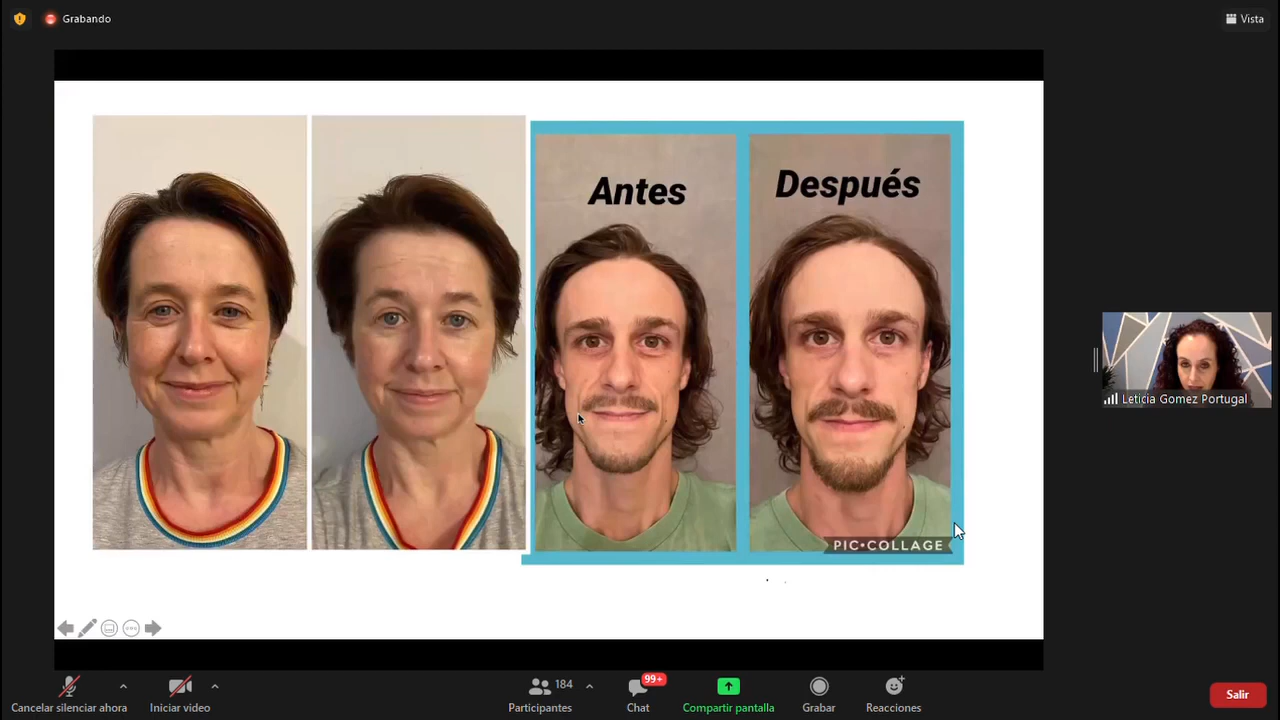 Grabando
Vista
Antes
Después
PIC•COLLAGE
Leticia Gomez Portugal
Cancelar silenciar ahora
Iniciar video
184
Participantes
99+
Chat
Compartir pantalla
Grabar
Reacciones
Salir